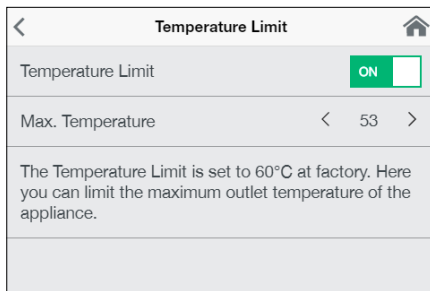 Temperature Limit
Temperature Limit ON
Max. Temperature 53
The Temperature Limit is set to 60°C at factory. Here
you can limit the maximum outlet temperature of the
appliance.